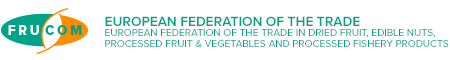 FRUCOM
EUROPEAN FEDERATION OF THE TRADE
EUROPEAN FEDERATION OF THE TRADE IN DRIED FRUIT, EDIBLE NUTS,
PROCESSED FRUIT & VEGETABLES AND PROCESSED FISHERY PRODUCTS